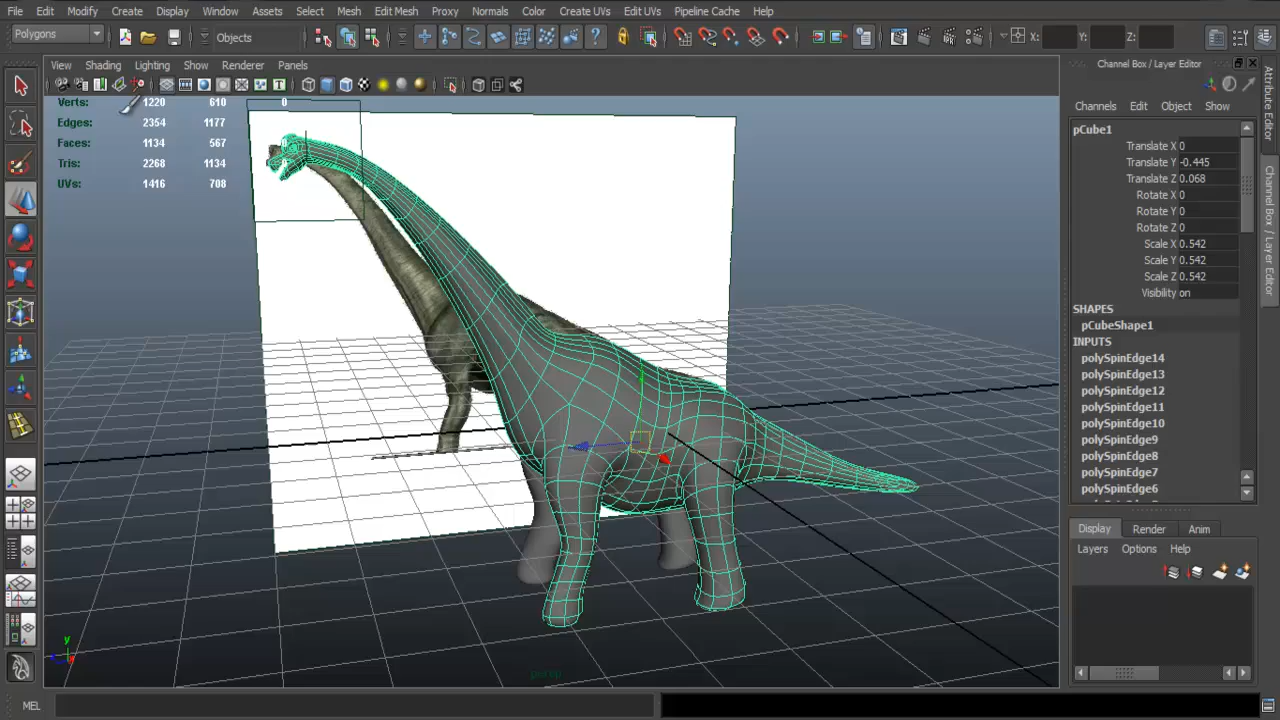 File Edit Modify Create Display Window Assets Select Mesh Edit Mesh Proxy Normals Color Create UVs Edit UVs Pipeline Cache Help
Polygons Objects X: Y: Z:
View Shading Lighting Show Renderer Panels
Channel Box / Layer Editor
Channels Edit Object Show
Verts: 1220 610 0
Edges: 2354 1177
Faces: 1134 567
Tris: 2268 1134
UVs: 1416 708
pCube1
Translate X 0
Translate Y -0.445
Translate Z 0.068
Rotate X 0
Rotate Y 0
Rotate Z 0
Scale X 0.542
Scale Y 0.542
Scale Z 0.542
Visibility on
SHAPES
pCubeShape1
INPUTS
polySpinEdge14
polySpinEdge13
polySpinEdge12
polySpinEdge11
polySpinEdge10
polySpinEdge9
polySpinEdge8
polySpinEdge7
polySpinEdge6
Display Render Anim
Layers Options Help
Attribute Editor
Channel Box / Layer Editor
y
persp
MEL